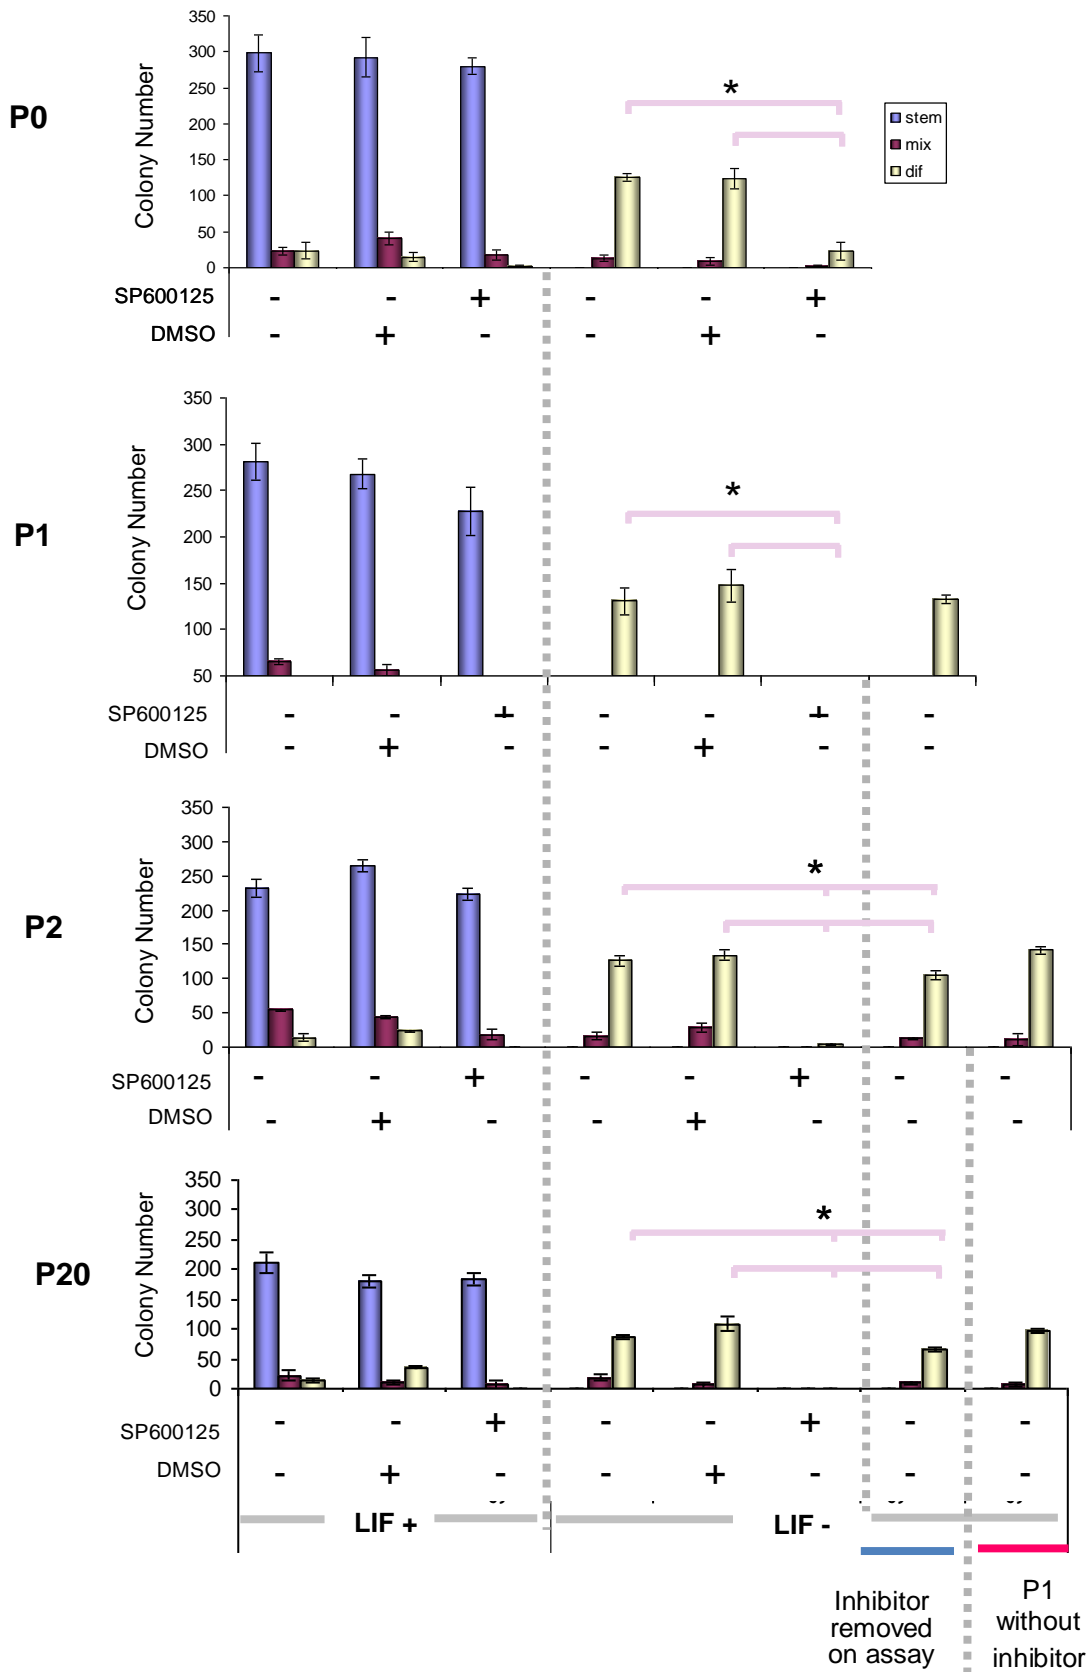 P0
Colony Number
350
300
250
200
150
100
50
0
*
stem
mix
dif
SP600125 - - + - - +
DMSO - + - - + -
P1
Colony Number
350
300
250
200
150
100
50
*
SP600125 - - + - - + -
DMSO - + - - + - -
P2
Colony Number
350
300
250
200
150
100
50
0
*
SP600125 - - + - - + - -
DMSO - + - - + - - -
P20
Colony Number
350
300
250
200
150
100
50
0
*
SP600125 - - + - - + - -
DMSO - + - - + - - -
LIF + LIF -
Inhibitor
removed
on assay
P1
without
inhibitor